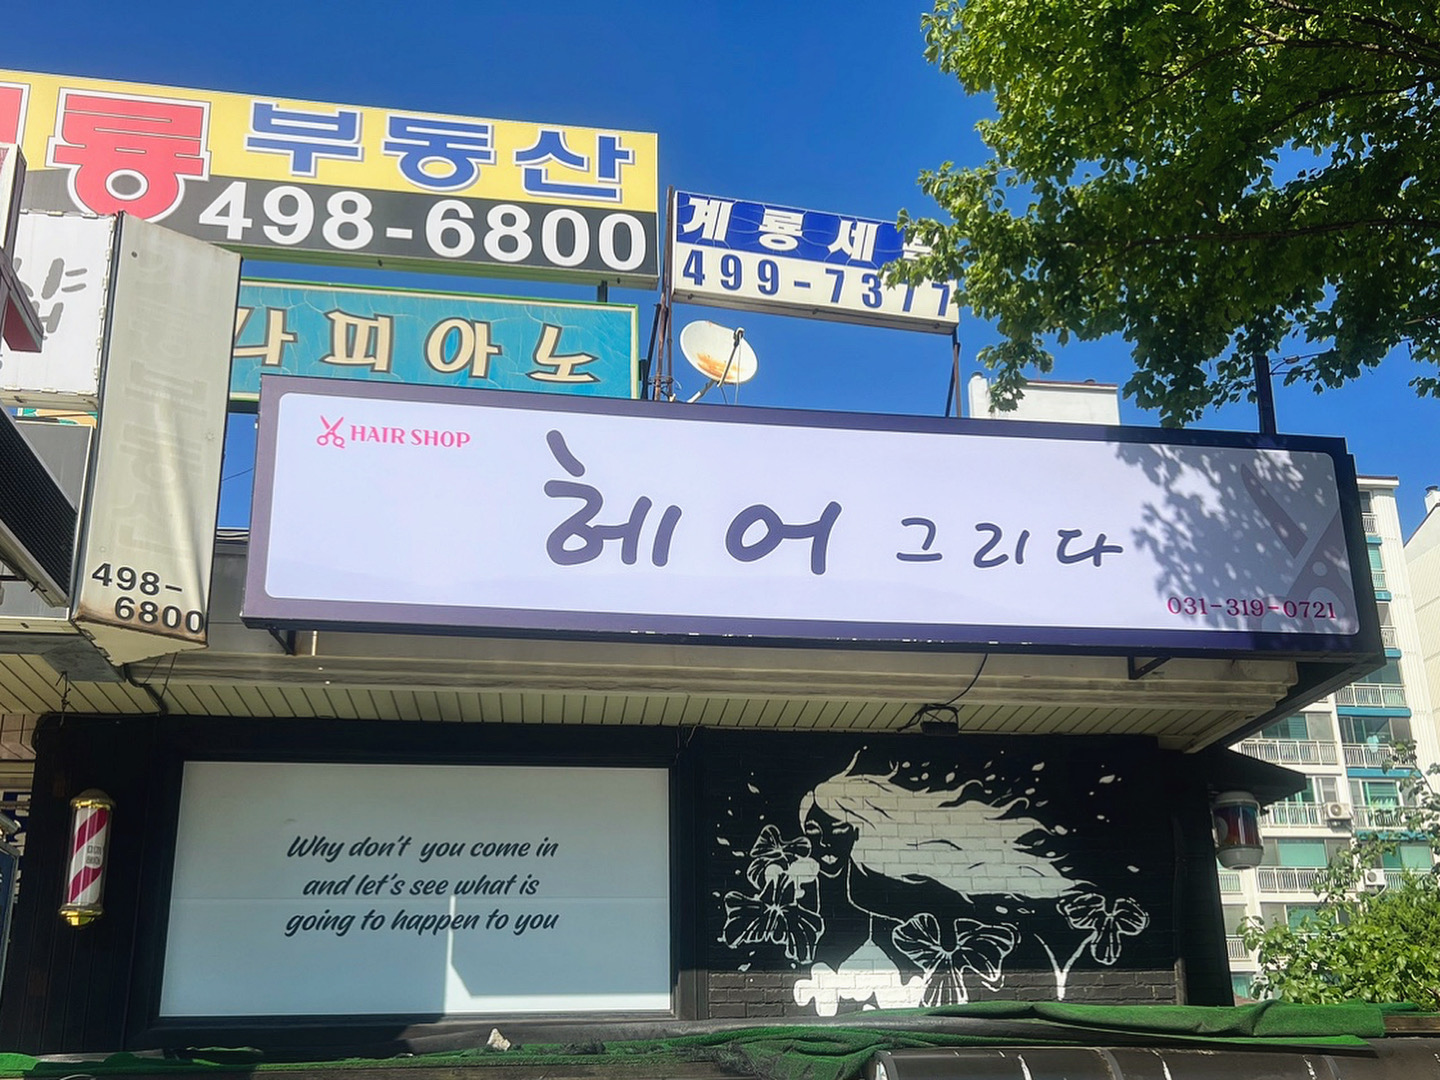 룡 부동산
498-6800
계룡세
499-7377
나피아노
HAIR SHOP
헤어 그리다
031-319-0721
498-
6800
Why don't you come in
and let's see what is
going to happen to you